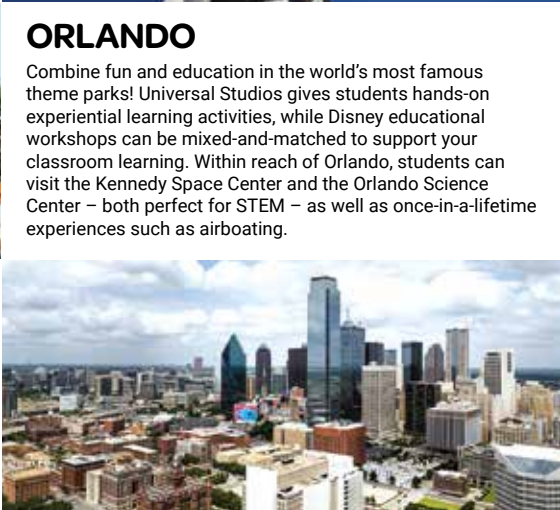 ORLANDO
Combine fun and education in the world's most famous
theme parks! Universal Studios gives students hands-on
experiential learning activities, while Disney educational
workshops can be mixed-and-matched to support your
classroom learning. Within reach of Orlando, students can
visit the Kennedy Space Center and the Orlando Science
Center – both perfect for STEM – as well as once-in-a-lifetime
experiences such as airboating.